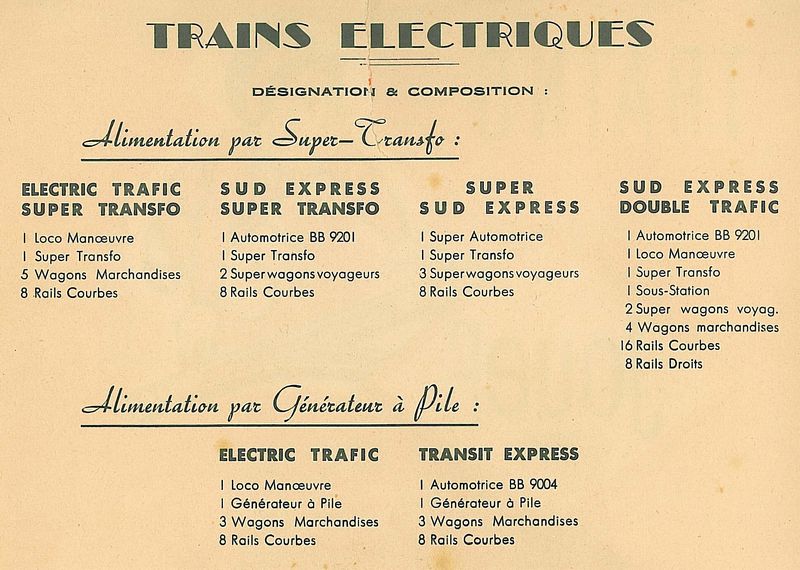 TRAINS ELECTRIQUES
DÉSIGNATION & COMPOSITION :
Alimentation par Super-Transfo :
ELECTRIC TRAFIC
SUPER TRANSFO
1 Loco Manœuvre
1 Super Transfo
5 Wagons Marchandises
8 Rails Courbes
SUD EXPRESS
SUPER TRANSFO
1 Automotrice BB 9201
1 Super Transfo
2 Super wagons voyageurs
8 Rails Courbes
SUPER
SUD EXPRESS
1 Super Automotrice
1 Super Transfo
3 Super wagons voyageurs
8 Rails Courbes
SUD EXPRESS
DOUBLE TRAFIC
1 Automotrice BB 9201
1 Loco Manœuvre
1 Super Transfo
1 Sous-Station
2 Super wagons voyag.
4 Wagons marchandises
16 Rails Courbes
8 Rails Droits
Alimentation par Générateur à Pile :
ELECTRIC TRAFIC
1 Loco Manœuvre
1 Générateur à Pile
3 Wagons Marchandises
8 Rails Courbes
TRANSIT EXPRESS
1 Automotrice BB 9004
1 Générateur à Pile
3 Wagons Marchandises
8 Rails Courbes